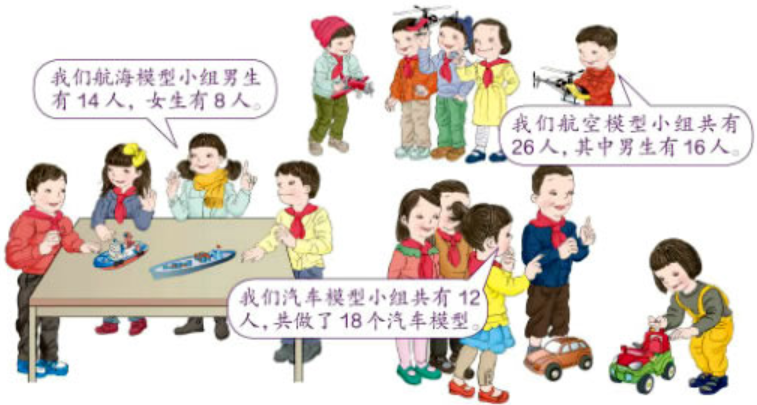 我们航海模型小组男生
有14人，女生有8人。
我们航空模型小组共有
26人，其中男生有16人。
我们汽车模型小组共有12
人，共做了18个汽车模型。